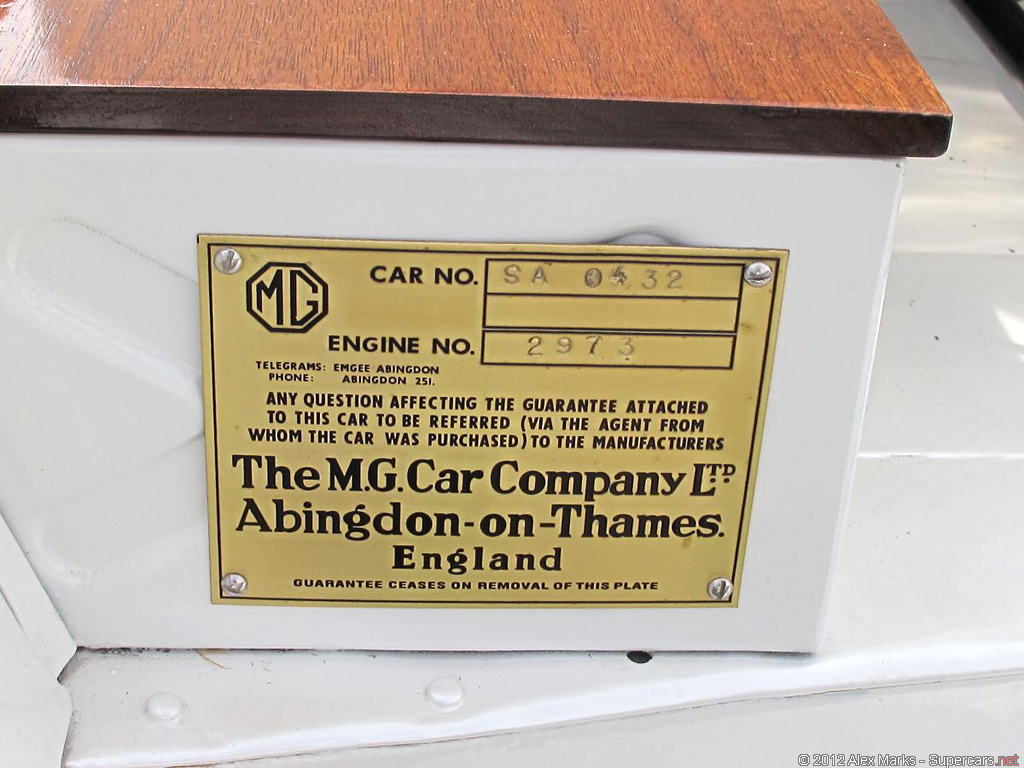 MG
CAR NO. SA 0432
ENGINE NO. 2973
TELEGRAMS: EMGEE ABINGDON
PHONE: ABINGDON 251.
ANY QUESTION AFFECTING THE GUARANTEE ATTACHED
TO THIS CAR TO BE REFERRED (VIA THE AGENT FROM
WHOM THE CAR WAS PURCHASED) TO THE MANUFACTURERS
The M.G. Car Company LTD
Abingdon-on-Thames.
England
GUARANTEE CEASES ON REMOVAL OF THIS PLATE
© 2012 Alex Marks - Supercars.net